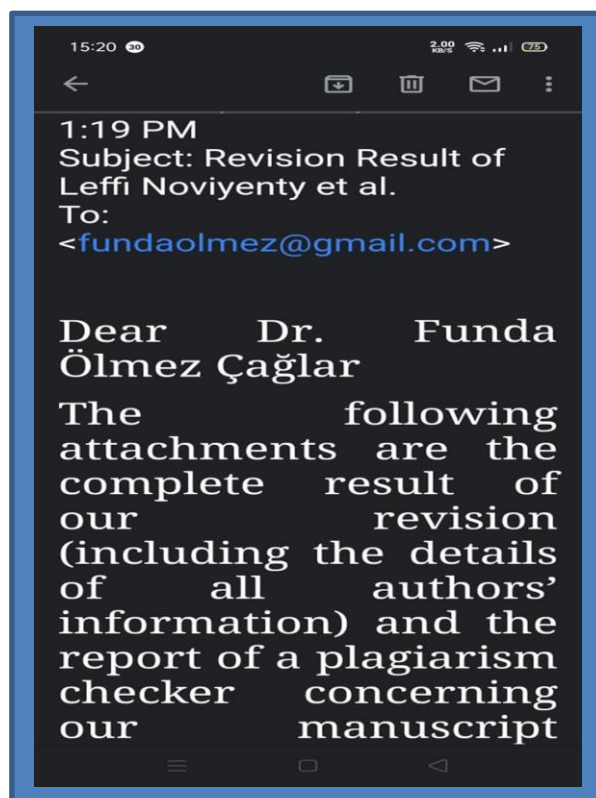 15:20 30 2.00 KB/S 75
1:19 PM
Subject: Revision Result of
Leffi Noviyenty et al.
To:
<fundaolmez@gmail.com>
Dear Dr. Funda
Ölmez Çağlar
The following
attachments are the
complete result of
our revision
(including the details
of all authors’
information) and the
report of a plagiarism
checker concerning
our manuscript